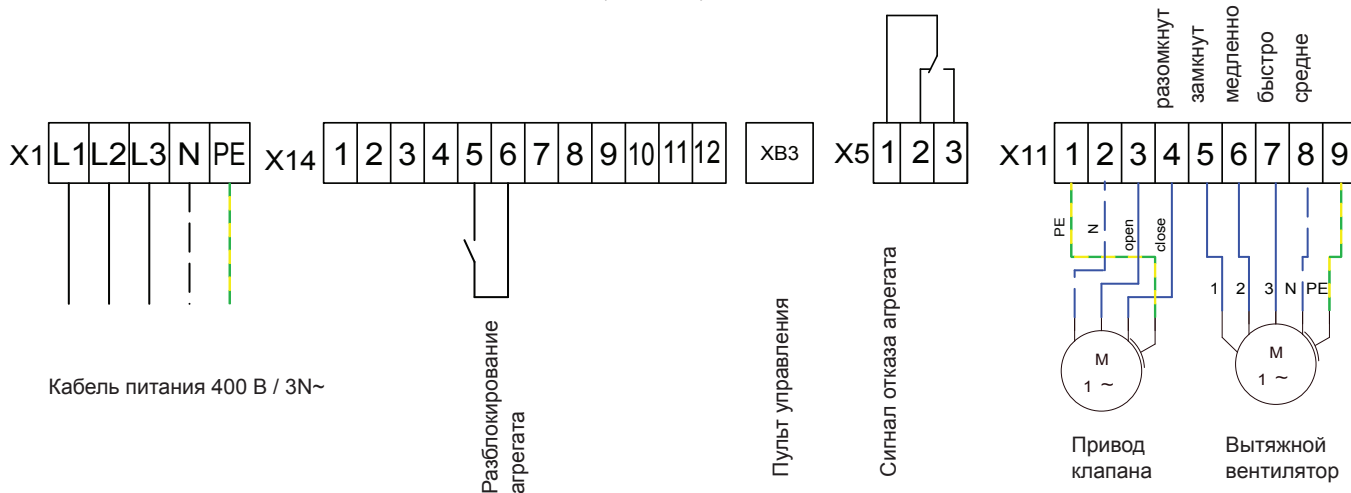 разомкнут
замкнут
медленно
быстро
средне
X1 L1 L2 L3 N PE
X14 1 2 3 4 5 6 7 8 9 10 11 12
XB3
X5 1 2 3
X11 1 2 3 4 5 6 7 8 9
PE
N
open
close
1
2
3
N
PE
M
1 ~
M
1 ~
Кабель питания 400 В / 3N~
Разблокирование
агрегата
Пульт управления
Сигнал отказа агрегата
Привод
клапана
Вытяжной
вентилятор